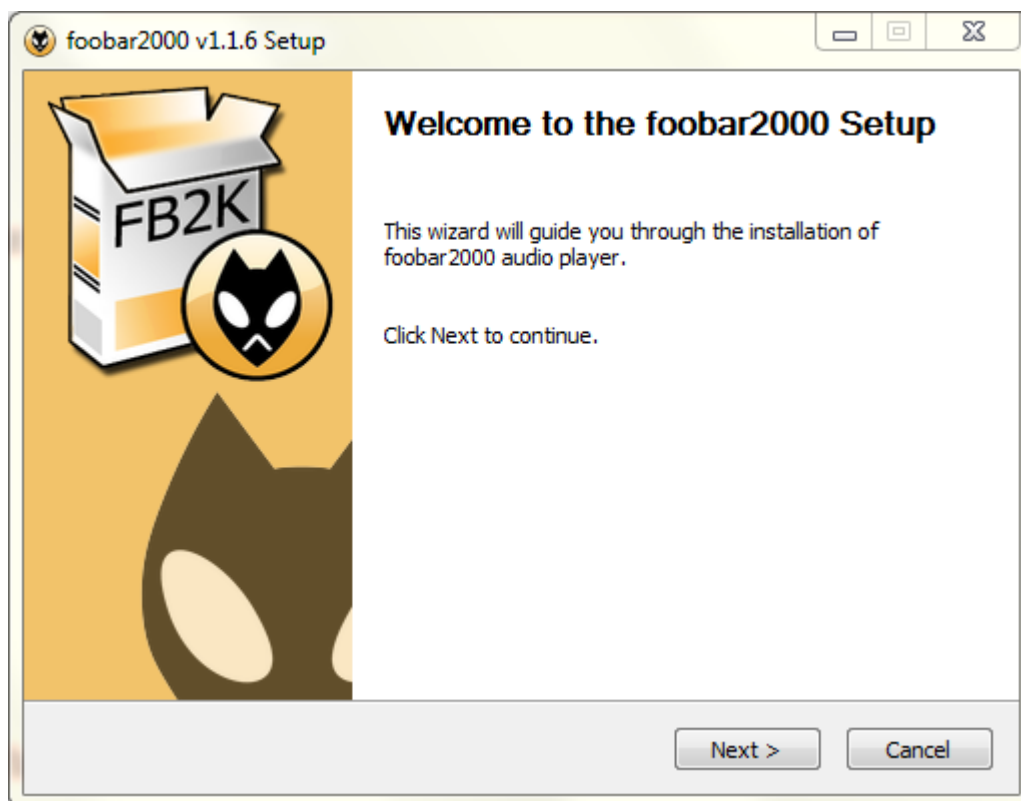 foobar2000 v1.1.6 Setup
FB2K
Welcome to the foobar2000 Setup
This wizard will guide you through the installation of
foobar2000 audio player.
Click Next to continue.
Next >
Cancel